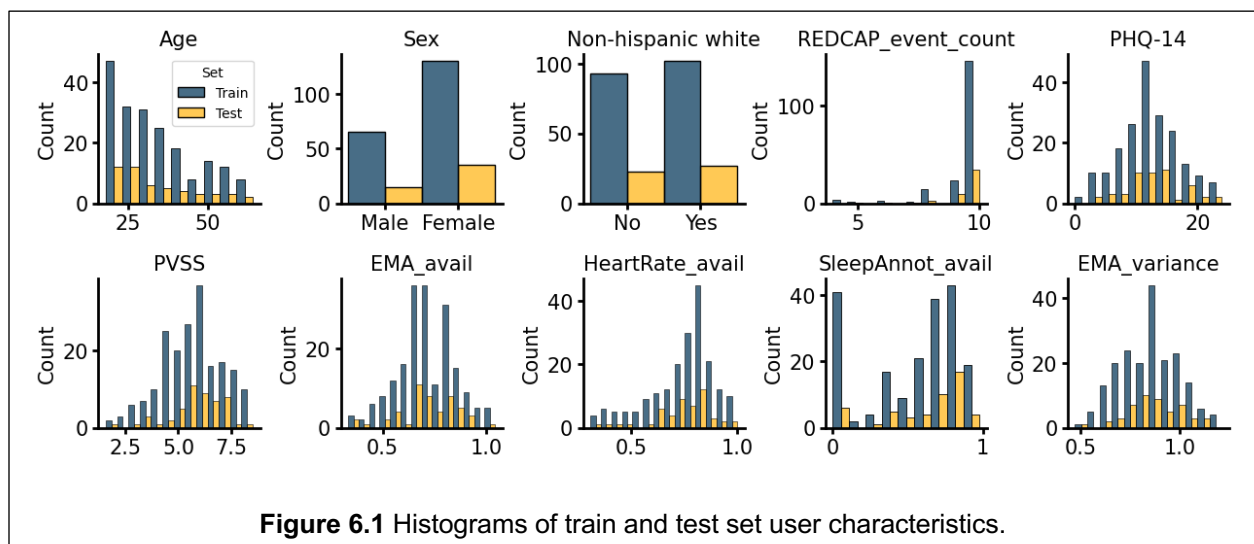 Age
Sex
Non-hispanic white
REDCAP_event_count
PHQ-14
Count
40
20
0
25
50
Set
Train
Test
Count
100
50
0
Male
Female
Count
100
50
0
No
Yes
Count
100
0
5
10
Count
40
20
0
0
20
PVSS
EMA_avail
HeartRate_avail
SleepAnnot_avail
EMA_variance
Count
20
0
2.5
5.0
7.5
Count
20
0
0.5
1.0
Count
40
20
0
0.5
1.0
Count
40
20
0
0
1
Count
40
20
0
0.5
1.0
Figure 6.1 Histograms of train and test set user characteristics.